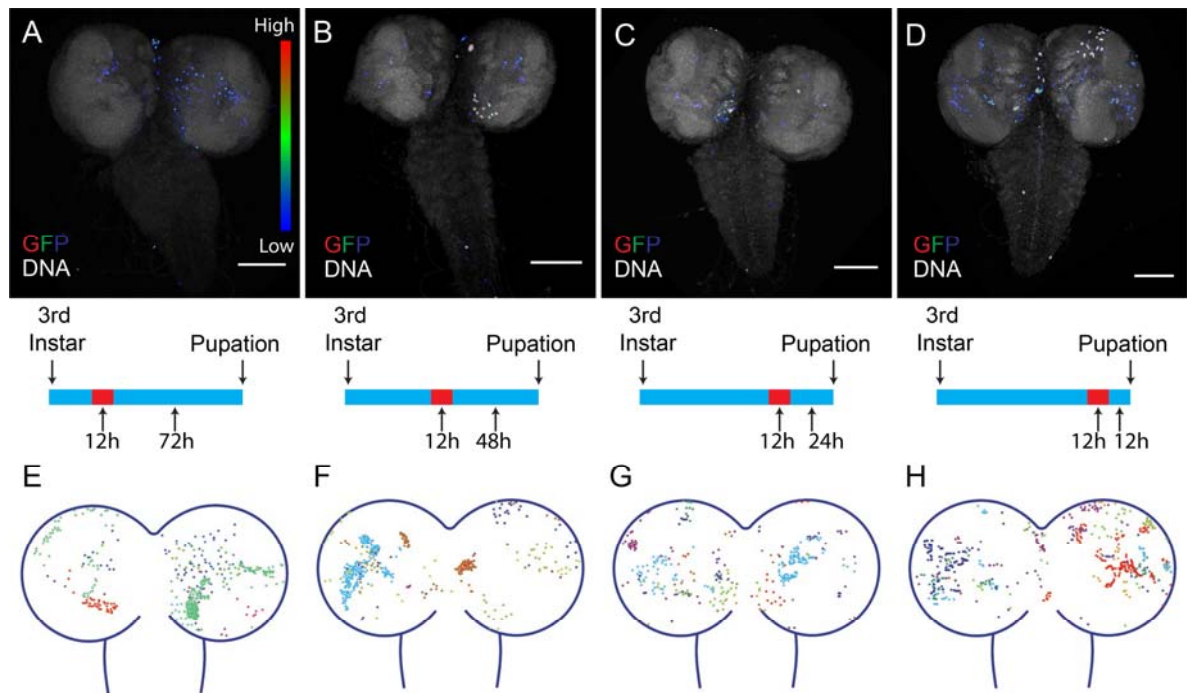 A
High
Low
GFP
DNA
B
GFP
DNA
C
GFP
DNA
D
GFP
DNA
3rd
Instar
Pupation
12h
72h
3rd
Instar
Pupation
12h
48h
3rd
Instar
Pupation
12h
24h
3rd
Instar
Pupation
12h
12h
E
F
G
H